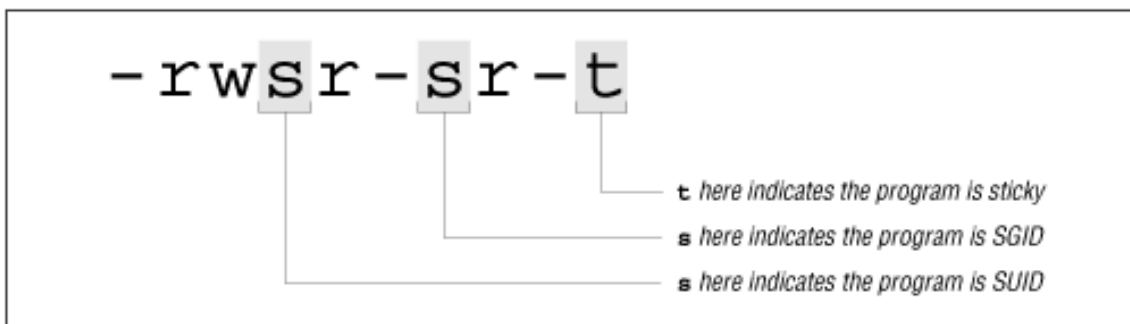 -rwsr-sr-t
t here indicates the program is sticky
s here indicates the program is SGID
s here indicates the program is SUID